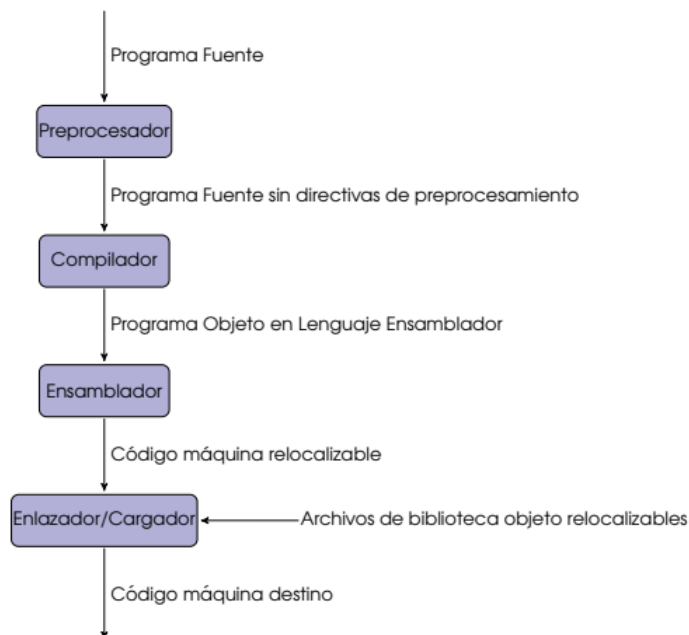 Programa Fuente
Preprocesador
Programa Fuente sin directivas de preprocesamiento
Compilador
Programa Objeto en Lenguaje Ensamblador
Ensamblador
Código máquina relocalizable
Enlazador/Cargador
Archivos de biblioteca objeto relocalizables
Código máquina destino